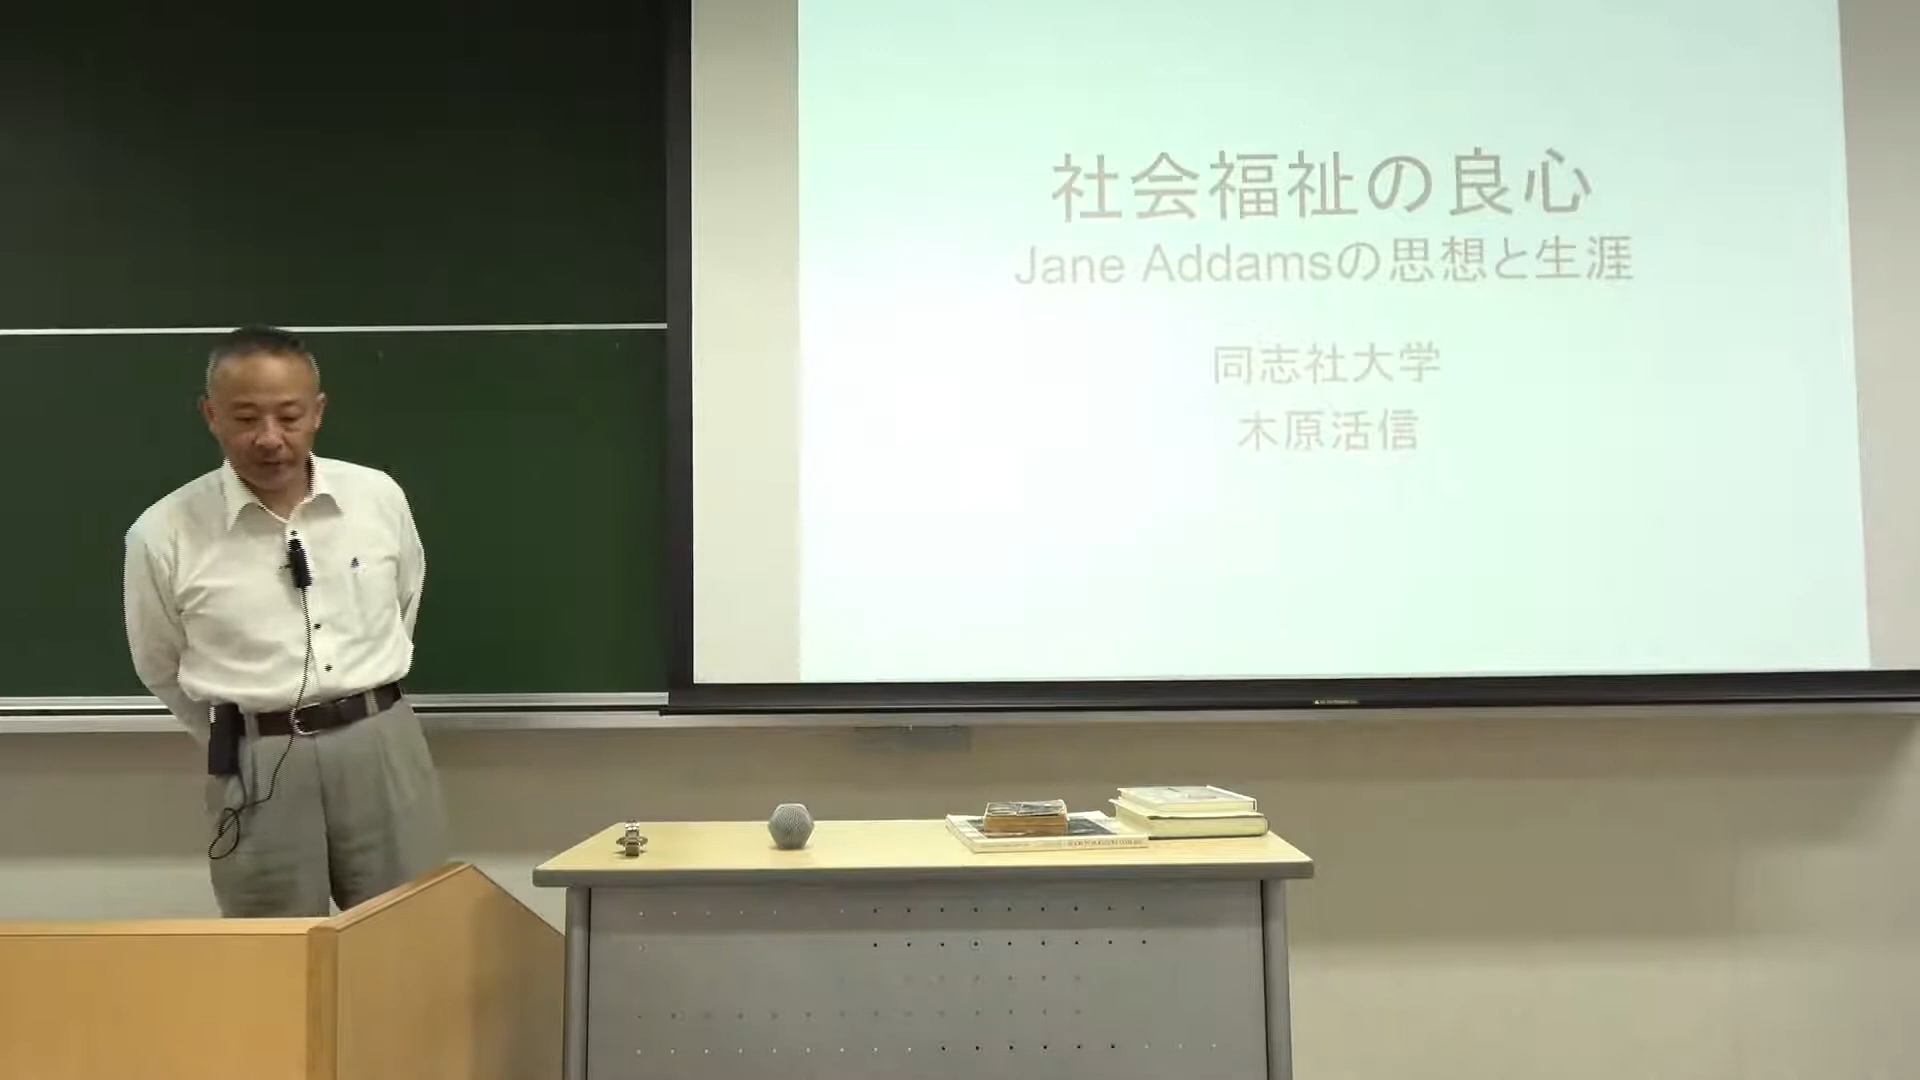 社会福祉の良心
Jane Addamsの思想と生涯
同志社大学
木原活信